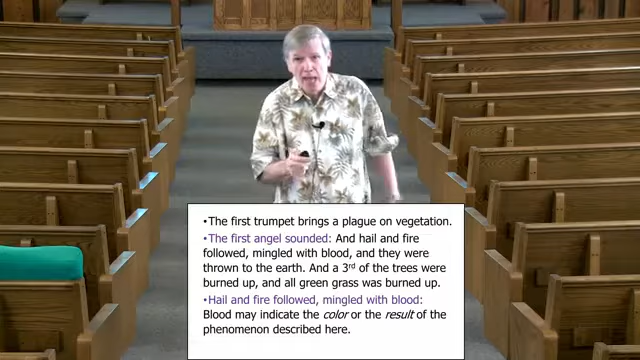 •The first trumpet brings a plague on vegetation.
•The first angel sounded: And hail and fire
followed, mingled with blood, and they were
thrown to the earth. And a 3rd of the trees were
burned up, and all green grass was burned up.
•Hail and fire followed, mingled with blood:
Blood may indicate the color or the result of the
phenomenon described here.